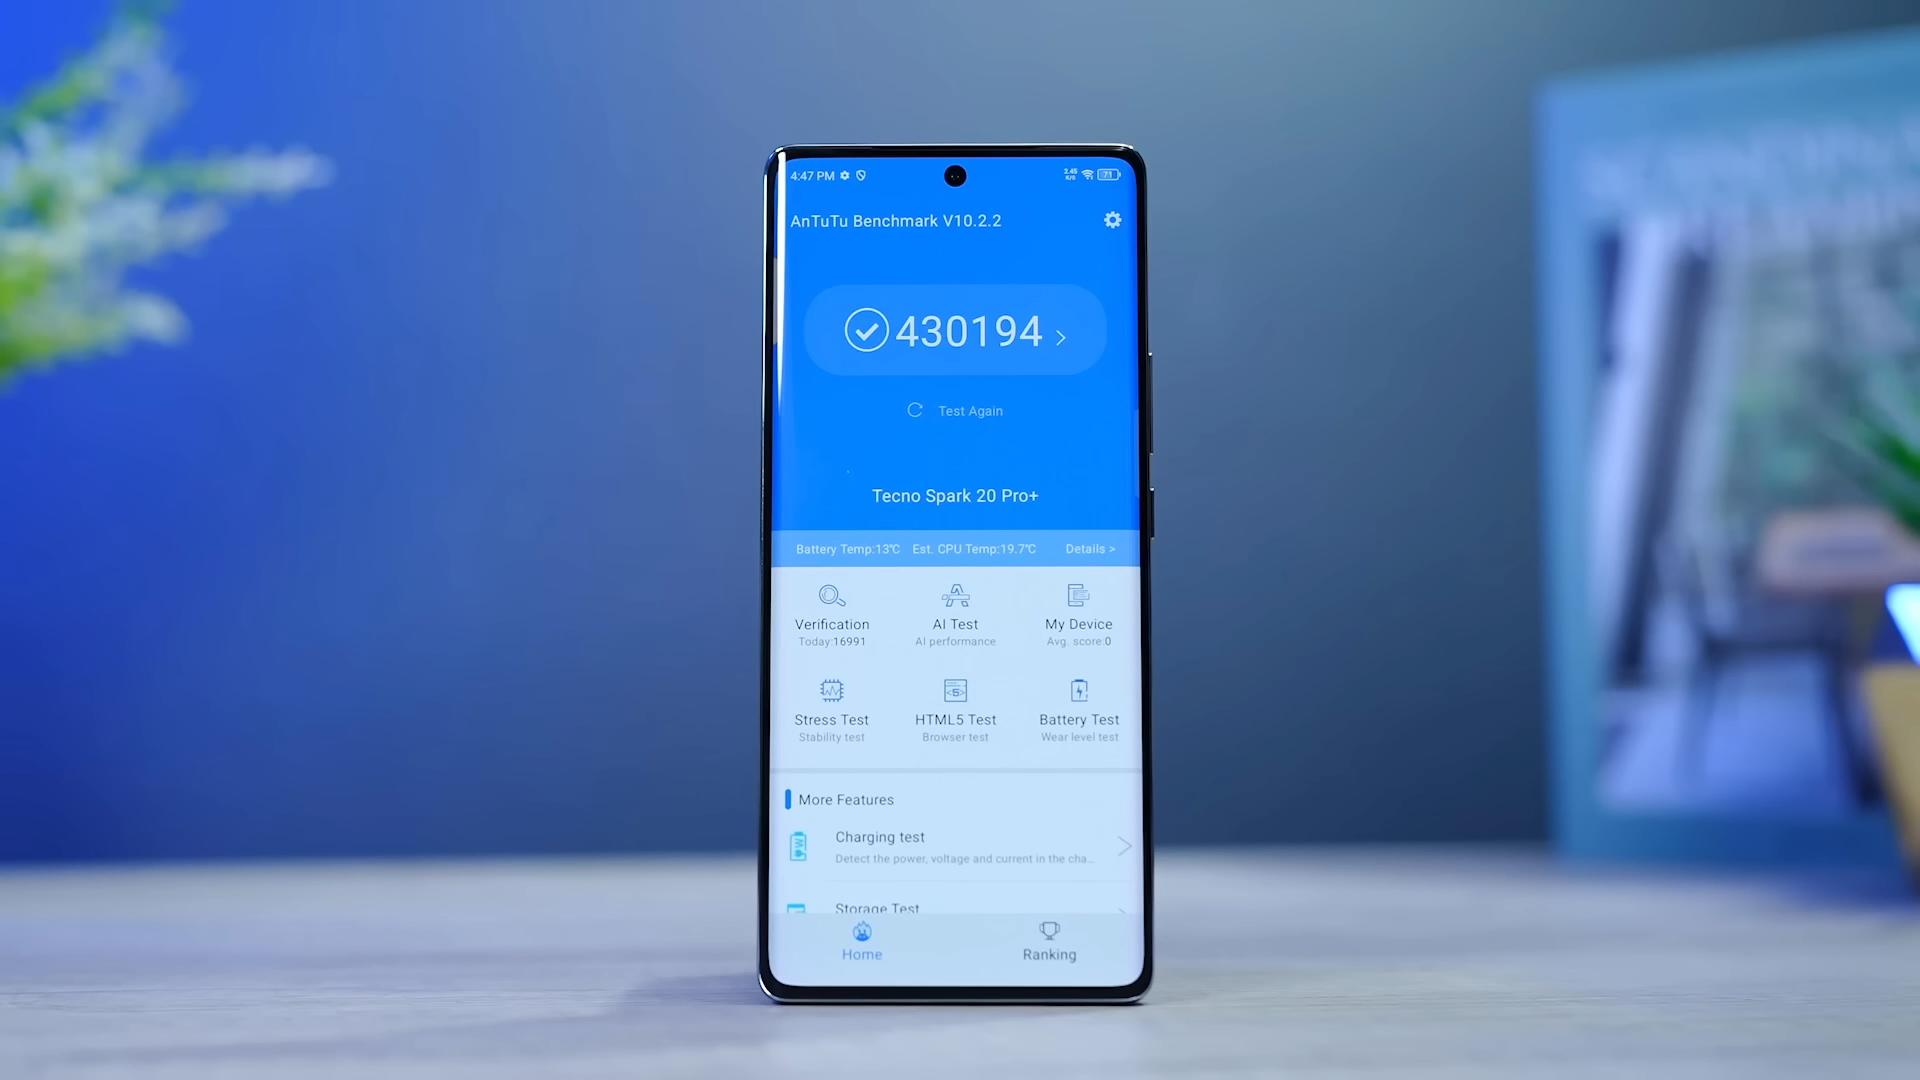 4:47 PM 2.45 K/S 71
AnTuTu Benchmark V10.2.2
430194 >
Test Again
Tecno Spark 20 Pro+
Battery Temp:13℃ Est. CPU Temp:19.7℃ Details >
Verification AI Test My Device
Today:16991 AI performance Avg. score:0
Stress Test HTML5 Test Battery Test
Stability test Browser test Wear level test
More Features
Charging test
Detect the power, voltage and current in the cha...
Storage Test
Home Ranking